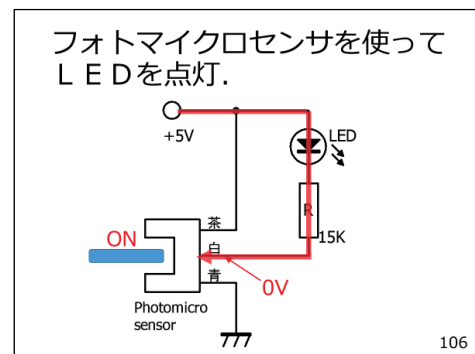 フォトマイクロセンサを使って
ＬＥＤを点灯.
+5V
LED
R
15K
茶
ON
白
青
0V
Photomicro
sensor
106